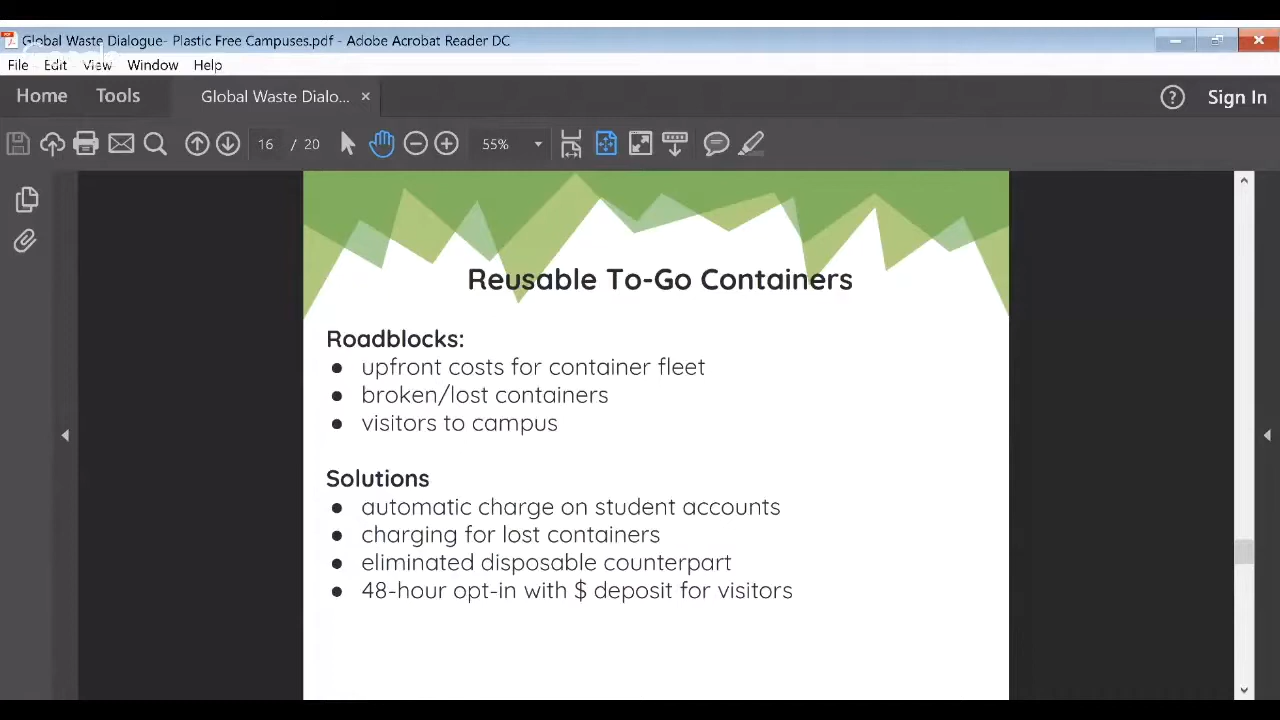 Global Waste Dialogue- Plastic Free Campuses.pdf - Adobe Acrobat Reader DC
File Edit View Window Help
Home Tools Global Waste Dialo... × ? Sign In
16 / 20 55%
Reusable To-Go Containers
Roadblocks:
● upfront costs for container fleet
● broken/lost containers
● visitors to campus
Solutions
● automatic charge on student accounts
● charging for lost containers
● eliminated disposable counterpart
● 48-hour opt-in with $ deposit for visitors